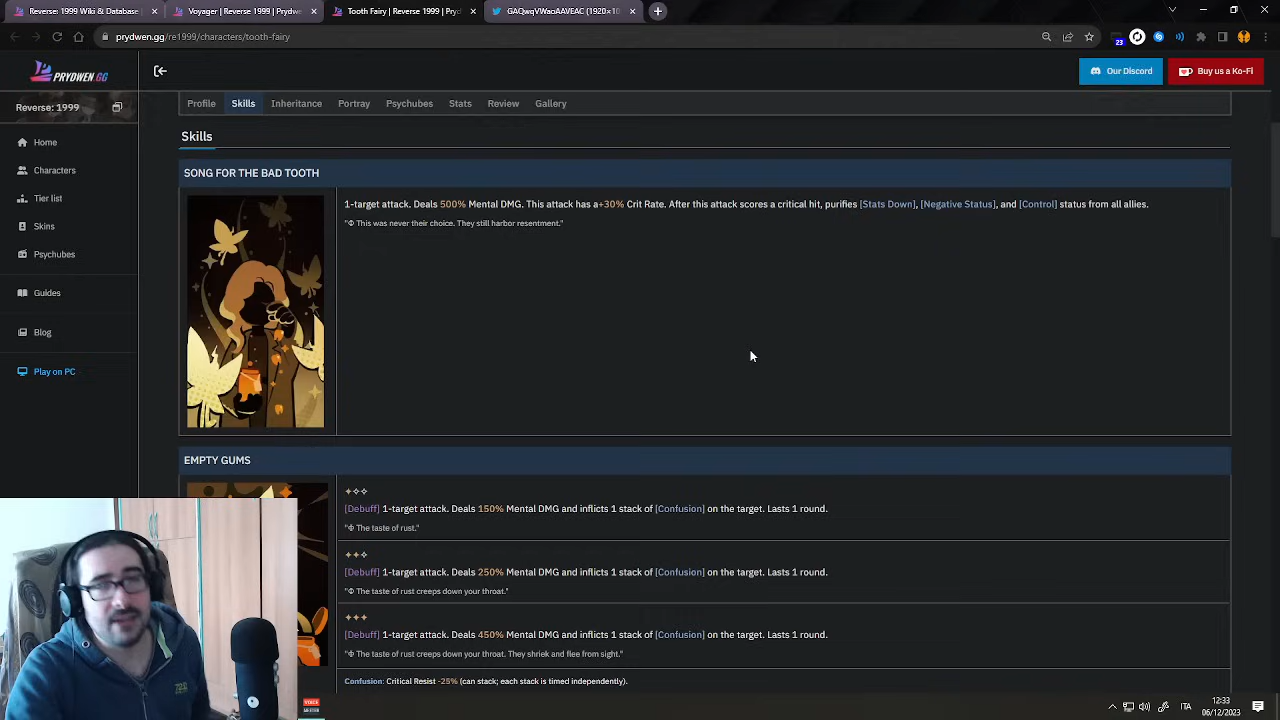 Reverse 1999 Wiki & Database
Voyager | Reverse 1999 |
Tooth Fairy | Reverse 1999 | Pryd
GAQwqyVWaoAAVEAC (1920×10
prydwen.gg/re1999/characters/tooth-fairy
23
PRYDWEN.GG
Our Discord
Buy us a Ko-Fi
Reverse: 1999
Home
Characters
Tier list
Skins
Psychubes
Guides
Blog
Play on PC
Profile Skills Inheritance Portray Psychubes Stats Review Gallery
Skills
SONG FOR THE BAD TOOTH
1-target attack. Deals 500% Mental DMG. This attack has a+30% Crit Rate. After this attack scores a critical hit, purifies [Stats Down], [Negative Status], and [Control] status from all allies.
"Φ This was never their choice. They still harbor resentment."
EMPTY GUMS
[Debuff] 1-target attack. Deals 150% Mental DMG and inflicts 1 stack of [Confusion] on the target. Lasts 1 round.
"Φ The taste of rust."
[Debuff] 1-target attack. Deals 250% Mental DMG and inflicts 1 stack of [Confusion] on the target. Lasts 1 round.
"Φ The taste of rust creeps down your throat."
[Debuff] 1-target attack. Deals 450% Mental DMG and inflicts 1 stack of [Confusion] on the target. Lasts 1 round.
"Φ The taste of rust creeps down your throat. They shriek and flee from sight."
Confusion: Critical Resist -25% (can stack; each stack is timed independently).
VOICE
MEETER
12:33
06/12/2023